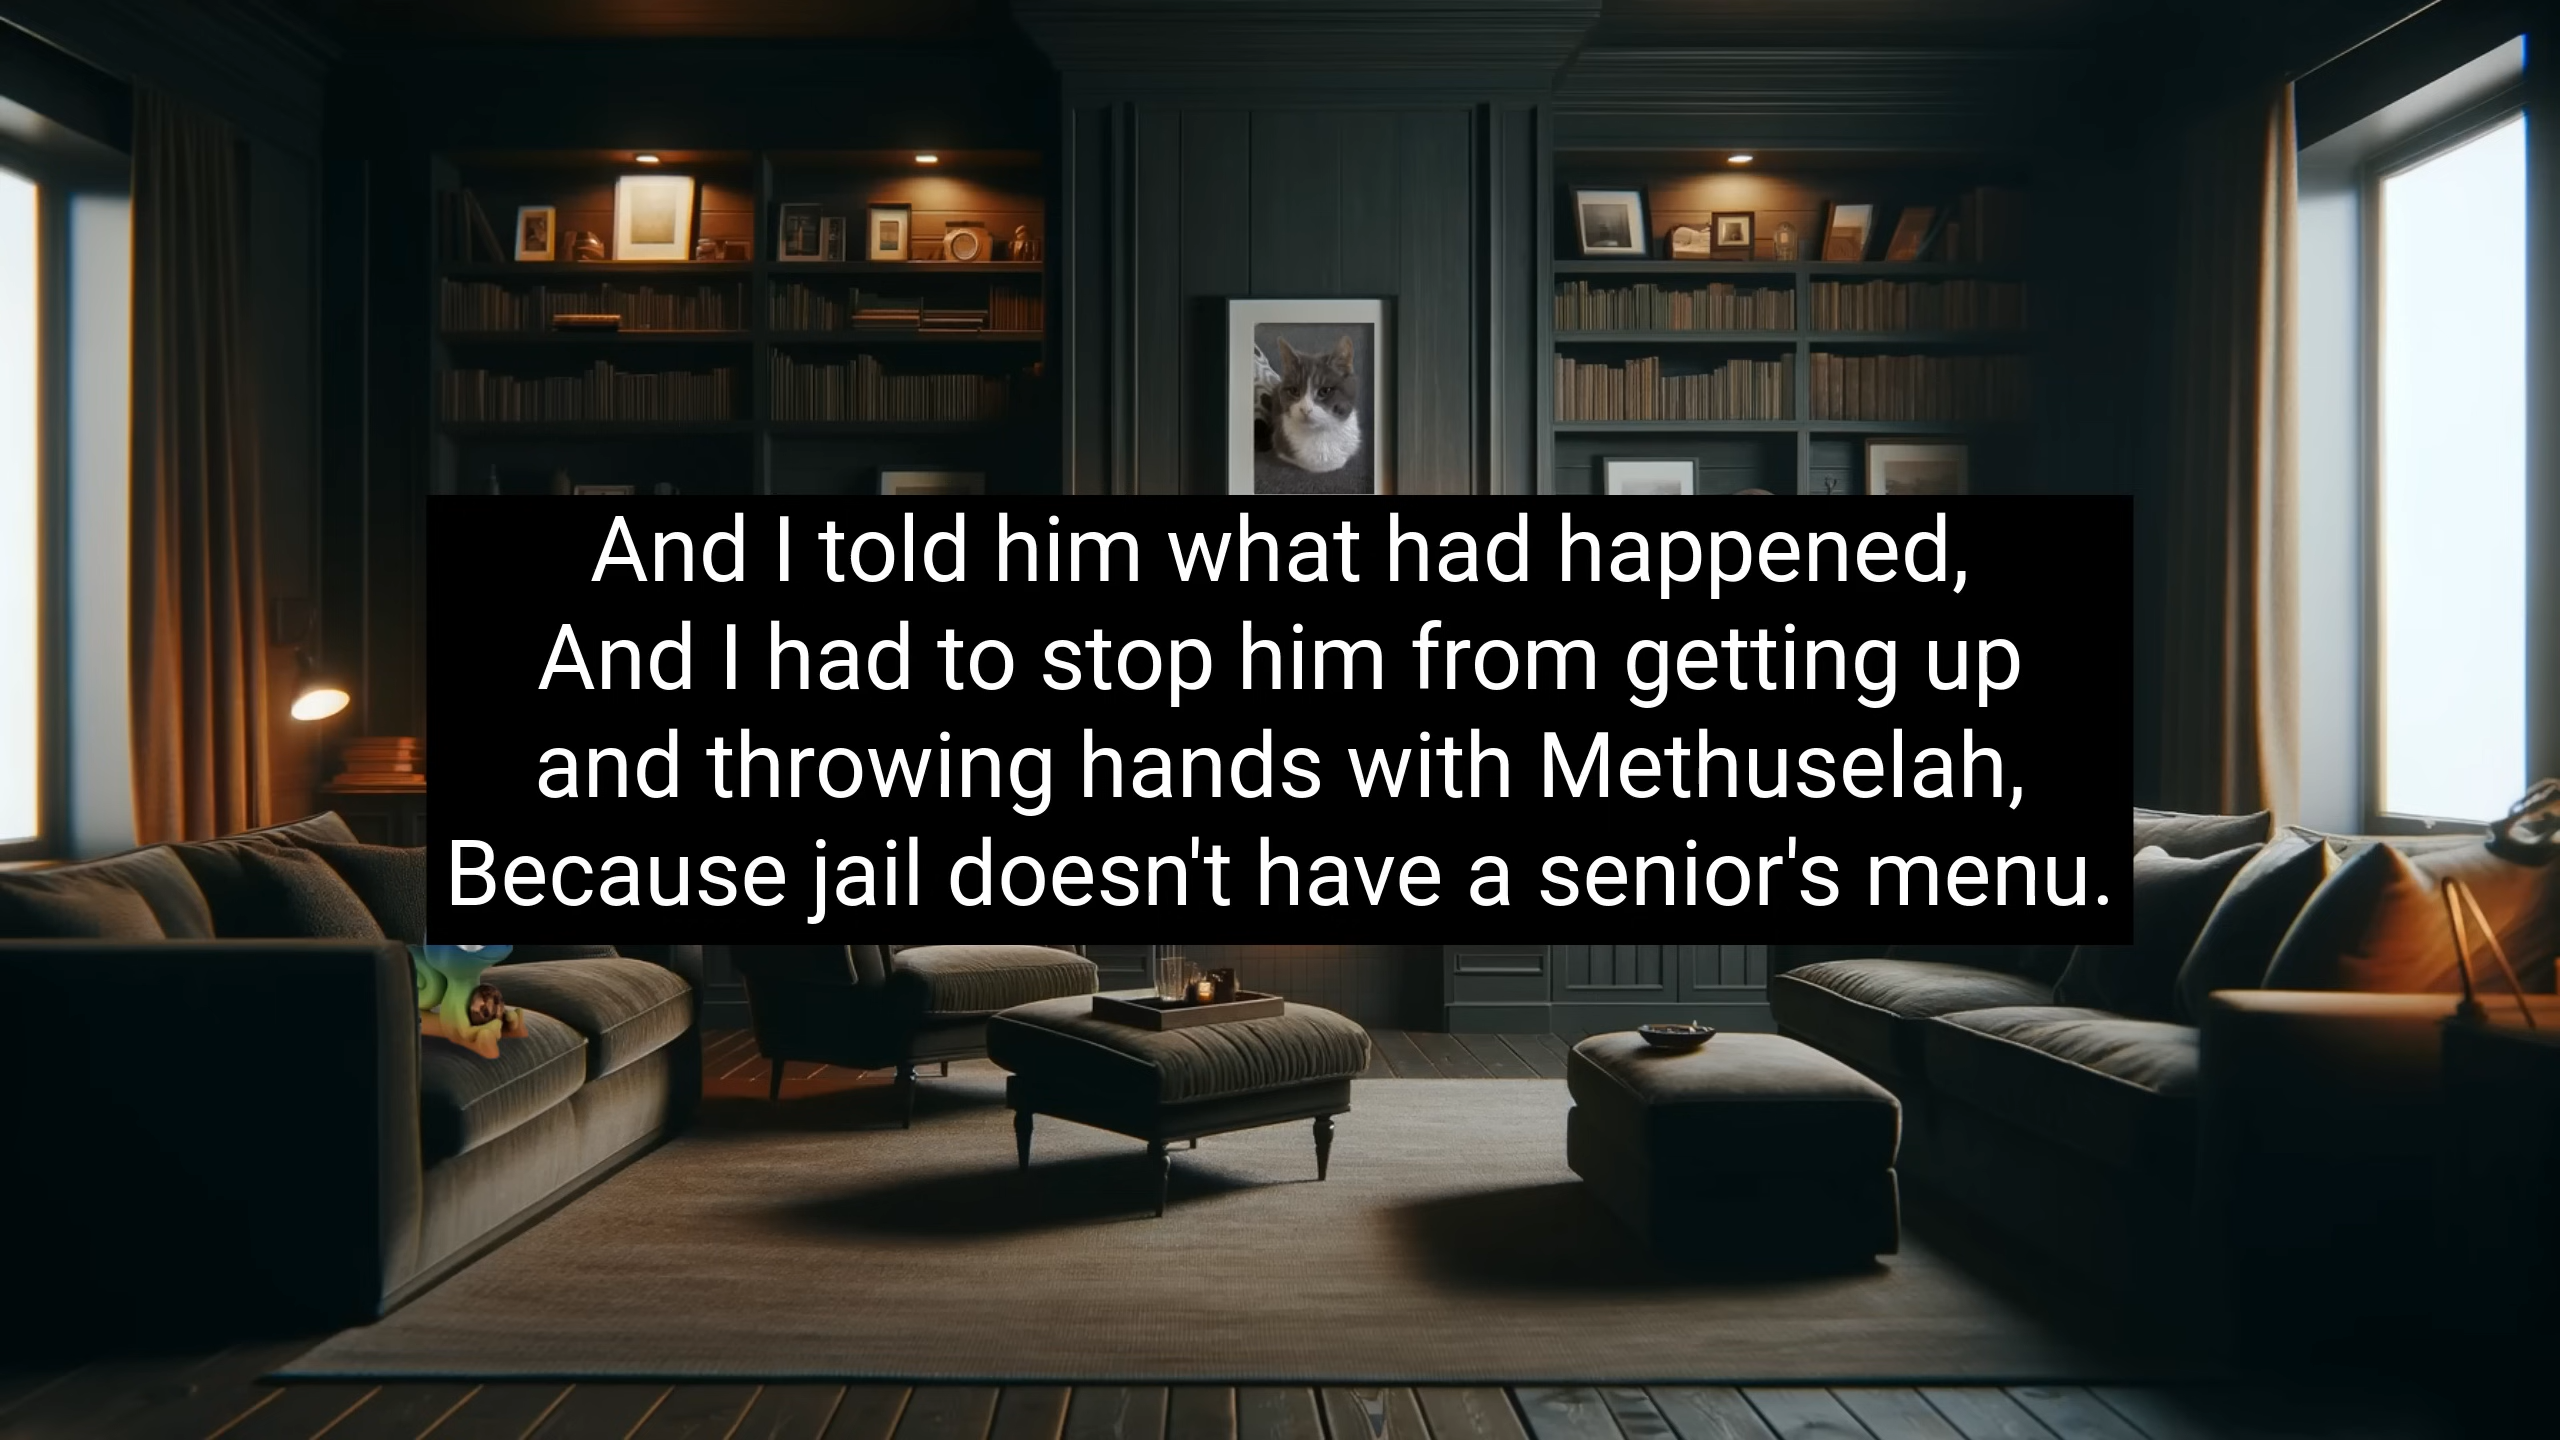 And I told him what had happened,
And I had to stop him from getting up
and throwing hands with Methuselah,
Because jail doesn't have a senior's menu.